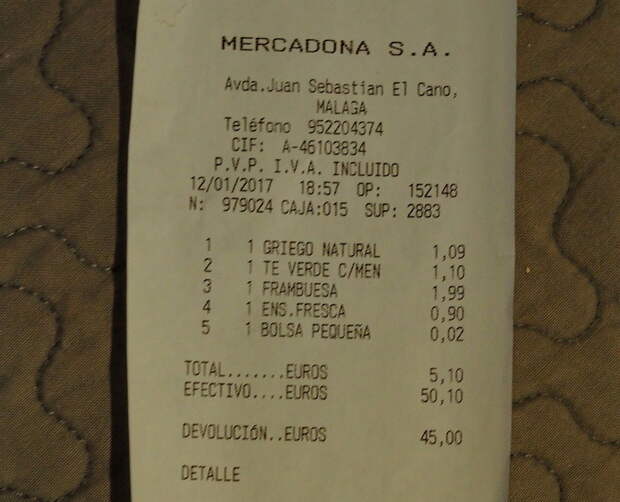 MERCADONA S.A.
Avda.Juan Sebastian El Cano,
MALAGA
Teléfono 952204374
CIF: A-46103834
P.V.P. I.V.A. INCLUIDO
12/01/2017 18:57 OP: 152148
N: 979024 CAJA:015 SUP: 2883
1 1 GRIEGO NATURAL 1,09
2 1 TE VERDE C/MEN 1,10
3 1 FRAMBUESA 1,99
4 1 ENS.FRESCA 0,90
5 1 BOLSA PEQUEÑA 0,02
TOTAL.......EUROS 5,10
EFECTIVO....EUROS 50,10
DEVOLUCIÓN..EUROS 45,00
DETALLE